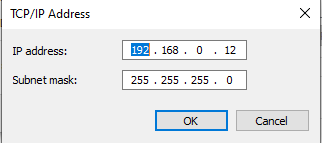 TCP/IP Address
IP address: 192 . 168 . 0 . 12
Subnet mask: 255 . 255 . 255 . 0
OK Cancel